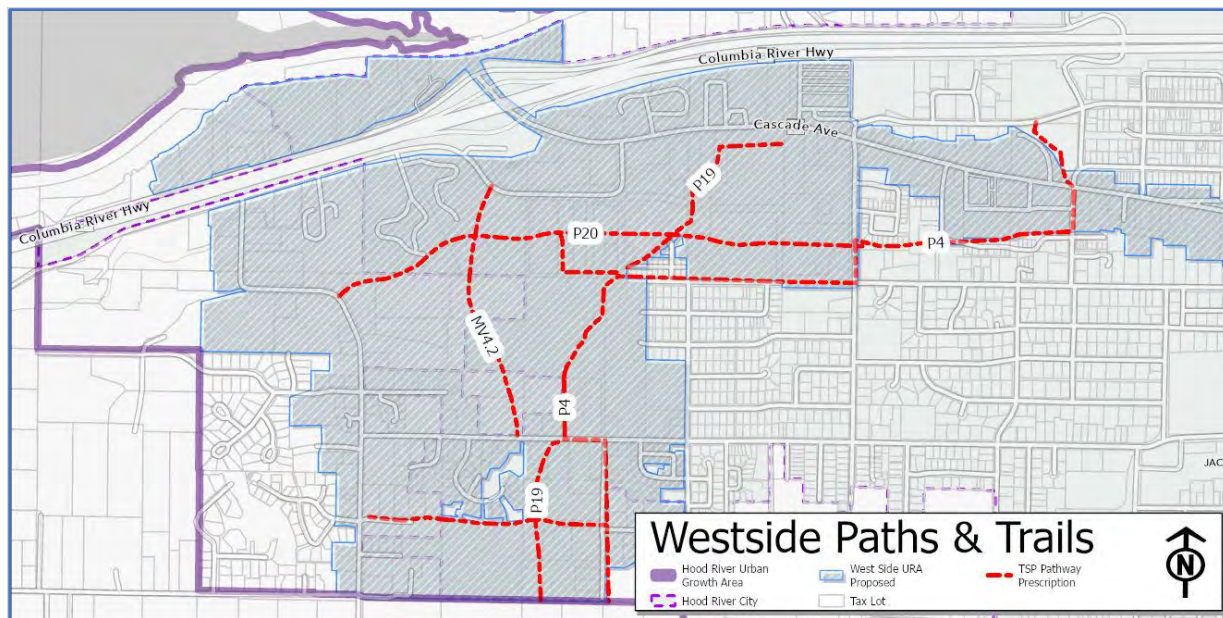 Columbia River Hwy
Cascade Ave
P19
Columbia River Hwy
P20
P4
MV4.2
P4
JAC
P19
Westside Paths & Trails
Hood River Urban
Growth Area
West Side URA
Proposed
TSP Pathway
Prescription
Hood River City
Tax Lot
N